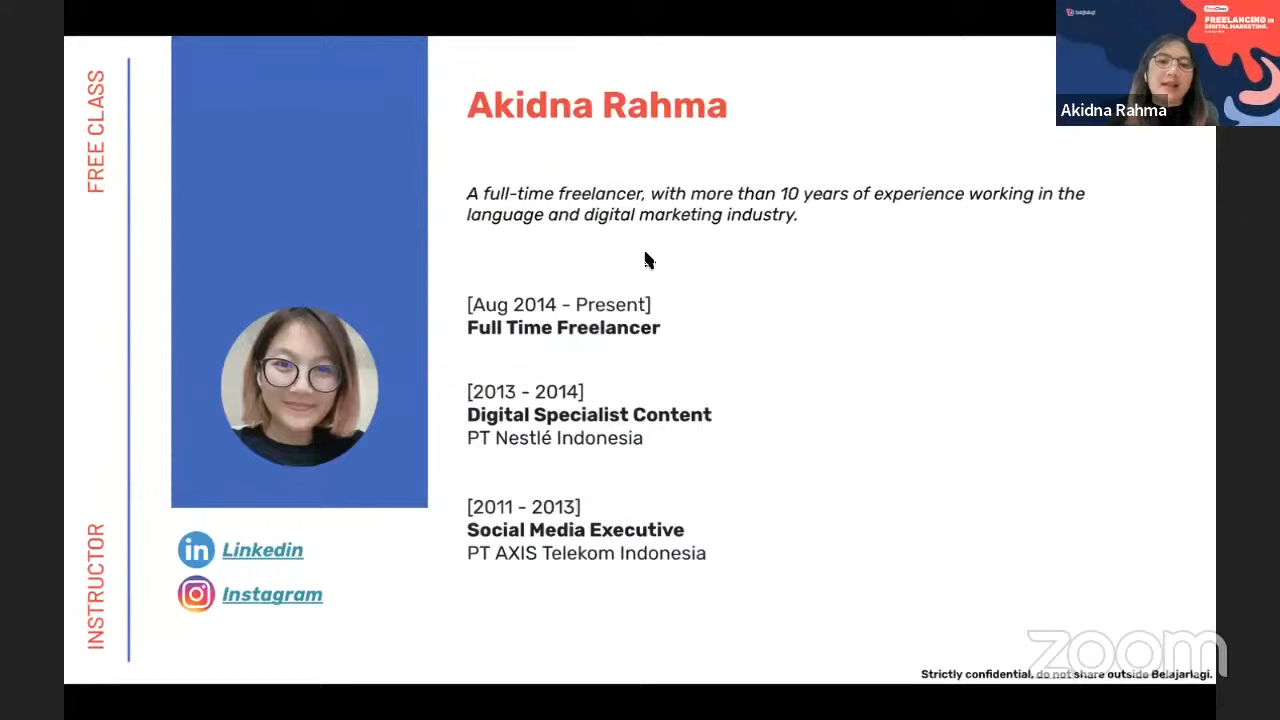 FREE CLASS
INSTRUCTOR
Akidna Rahma
A full-time freelancer, with more than 10 years of experience working in the
language and digital marketing industry.
[Aug 2014 - Present]
Full Time Freelancer
[2013 - 2014]
Digital Specialist Content
PT Nestlé Indonesia
[2011 - 2013]
Social Media Executive
PT AXIS Telekom Indonesia
in
Linkedin
Instagram
zoom
Strictly confidential, do not share outside Belajarlagi.
belajarlagi
FreeClass
FREELANCING in
DIGITAL MARKETING.
Akidna Rahma